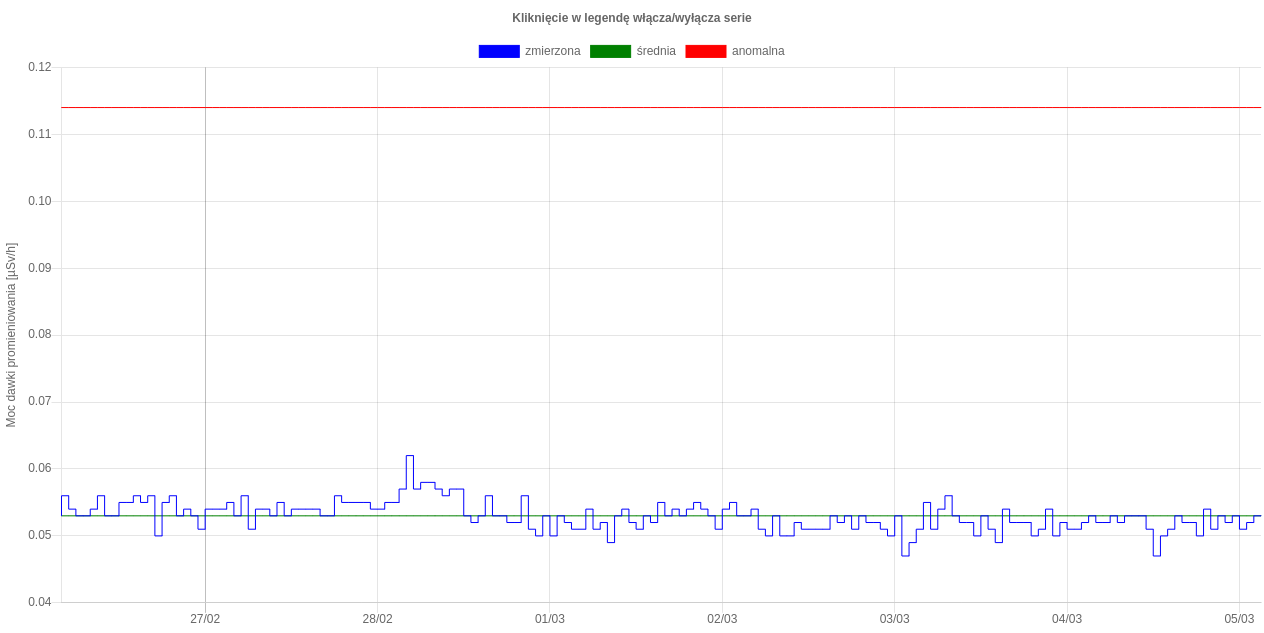 Kliknięcie w legendę włącza/wyłącza serie
zmierzona średnia anomalna
Moc dawki promieniowania [µSv/h]
0.12
0.11
0.10
0.09
0.08
0.07
0.06
0.05
0.04
27/02 28/02 01/03 02/03 03/03 04/03 05/03